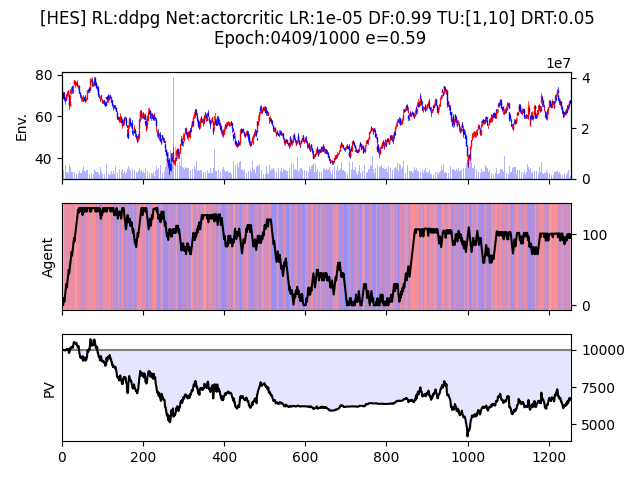 [HES] RL:ddpg Net:actorcritic LR:1e-05 DF:0.99 TU:[1,10] DRT:0.05
Epoch:0409/1000 e=0.59
1e7
80
60
40
Env.
4
2
0
Agent
100
0
PV
10000
7500
5000
0 200 400 600 800 1000 1200